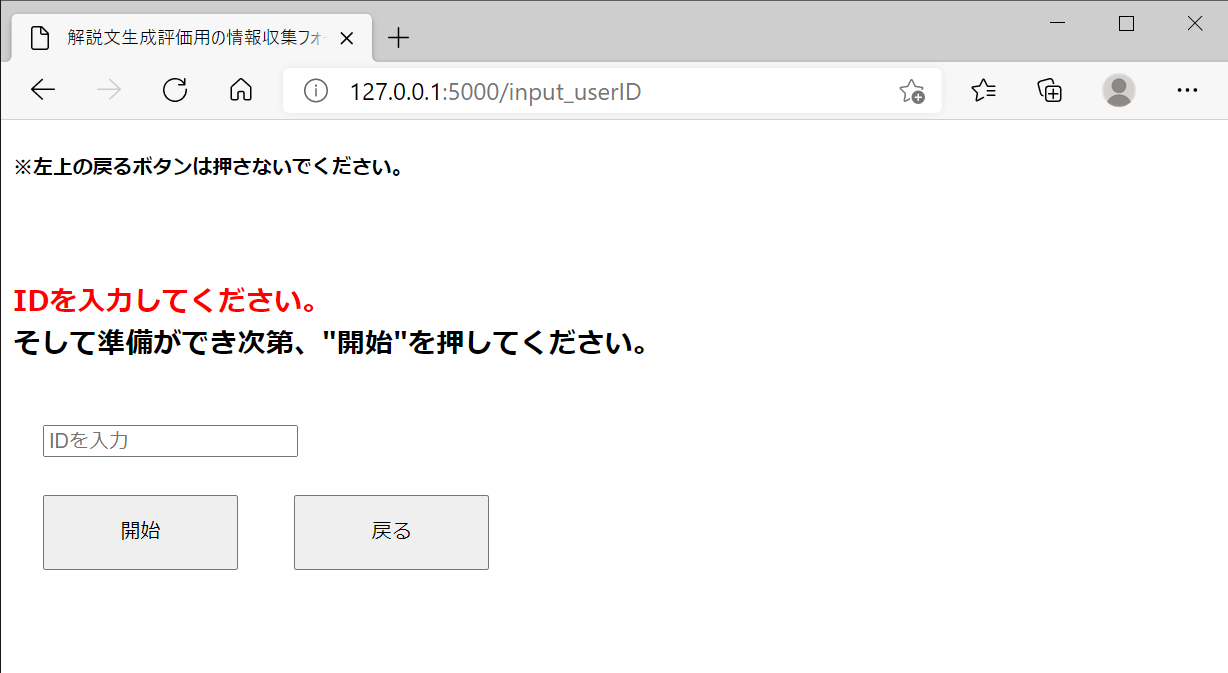 解説文生成評価用の情報収集フォー
127.0.0.1:5000/input_userID
※左上の戻るボタンは押さないでください。
IDを入力してください。
そして準備ができ次第、"開始"を押してください。
IDを入力
開始
戻る